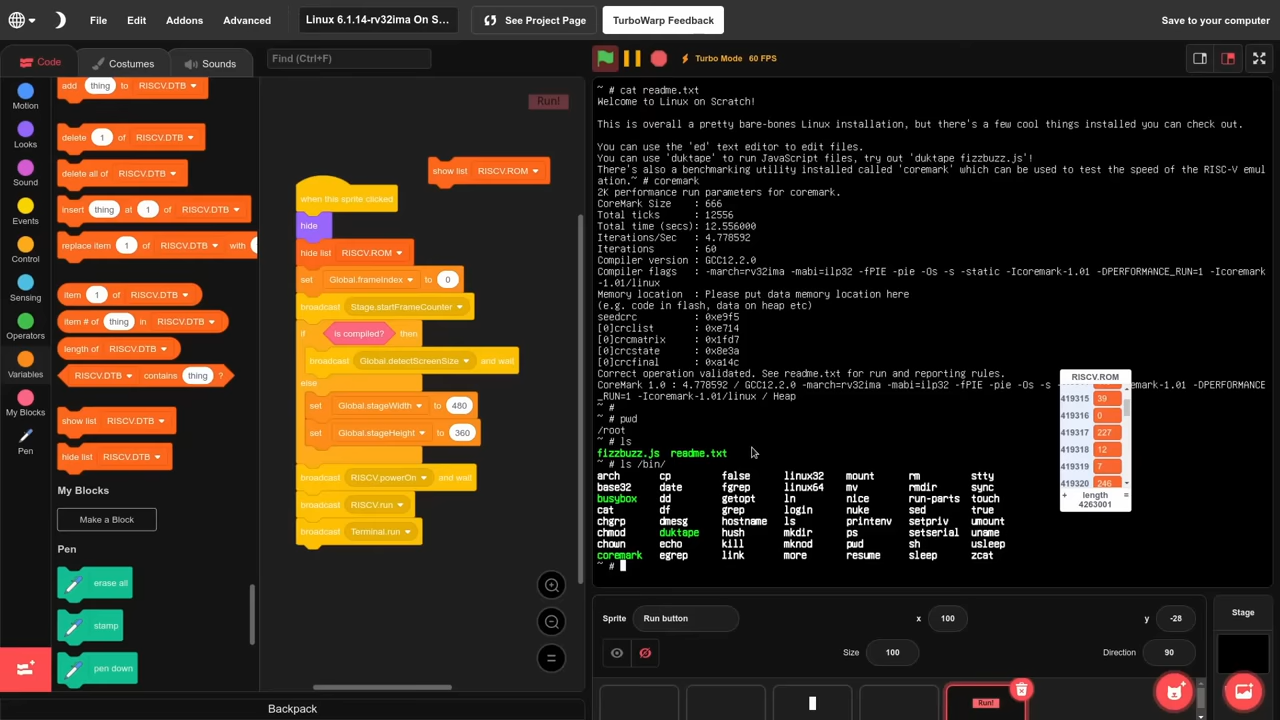 File Edit Addons Advanced Linux 6.1.14-rv32ima On S... See Project Page TurboWarp Feedback Save to your computer
Code Costumes Sounds Find (Ctrl+F) Turbo Mode 60 FPS
Motion
Looks
Sound
Events
Control
Sensing
Operators
Variables
My Blocks
Pen
add thing to RISCV.DTB
delete 1 of RISCV.DTB
delete all of RISCV.DTB
insert thing at 1 of RISCV.DTB
replace item 1 of RISCV.DTB with
item 1 of RISCV.DTB
item # of thing in RISCV.DTB
length of RISCV.DTB
RISCV.DTB contains thing ?
show list RISCV.DTB
hide list RISCV.DTB
My Blocks
Make a Block
Pen
erase all
stamp
pen down
Run!
show list RISCV.ROM
when this sprite clicked
hide
hide list RISCV.ROM
set Global.frameIndex to 0
broadcast Stage.startFrameCounter
if is compiled? then
broadcast Global.detectScreenSize and wait
else
set Global.stageWidth to 480
set Global.stageHeight to 360
broadcast RISCV.powerOn and wait
broadcast RISCV.run
broadcast Terminal.run
Backpack
~ # cat readme.txt
Welcome to Linux on Scratch!
This is overall a pretty bare-bones Linux installation, but there's a few cool things installed you can check out.
You can use the 'ed' text editor to edit files.
You can use 'duktape' to run JavaScript files, try out 'duktape fizzbuzz.js'!
There's also a benchmarking utility installed called 'coremark' which can be used to test the speed of the RISC-V emul
ation.~ # coremark
2K performance run parameters for coremark.
CoreMark Size : 666
Total ticks : 12556
Total time (secs): 12.556000
Iterations/Sec : 4.778592
Iterations : 60
Compiler version : GCC12.2.0
Compiler flags : -march=rv32ima -mabi=ilp32 -fPIE -pie -Os -s -static -Icoremark-1.01 -DPERFORMANCE_RUN=1 -Icoremark
-1.01/linux
Memory location : Please put data memory location here
(e.g. code in flash, data on heap etc)
seedcrc : 0xe9f5
[0]crclist : 0xe714
[0]crcmatrix : 0x1fd7
[0]crcstate : 0x8e3a
[0]crcfinal : 0xa14c
Correct operation validated. See readme.txt for run and reporting rules.
CoreMark 1.0 : 4.778592 / GCC12.2.0 -march=rv32ima -mabi=ilp32 -fPIE -pie -Os -s -1.01 -DPERFORMANCE
_RUN=1 -Icoremark-1.01/linux / Heap
~ #
~ # pwd
/root
~ # ls
fizzbuzz.js readme.txt
~ # ls /bin/
arch cp false linux32 mount rm stty
base32 date fgrep linux64 mv rmdir sync
busybox dd getopt ln nice run-parts touch
cat df grep login nuke sed true
chgrp dmesg hostname ls printenv setpriv umount
chmod duktape hush mkdir ps setserial uname
chown echo kill mknod pwd sh usleep
coremark egrep link more resume sleep zcat
~ #
RISCV.ROM
419315 39
419316 0
419317 227
419318 12
419319 7
419320 246
+ length =
4263001
Sprite Run button x 100 y -28
Size 100 Direction 90
Stage
Run!